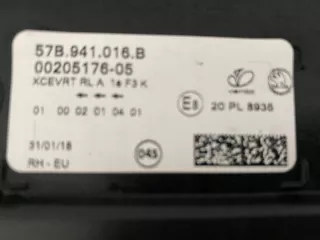 57B.941.016.B
00205176-05
XCEVRT RL A 1a F3 K
01 00 02 01 04 01
E8
20 PL 8936
31/01/18
RH - EU
045